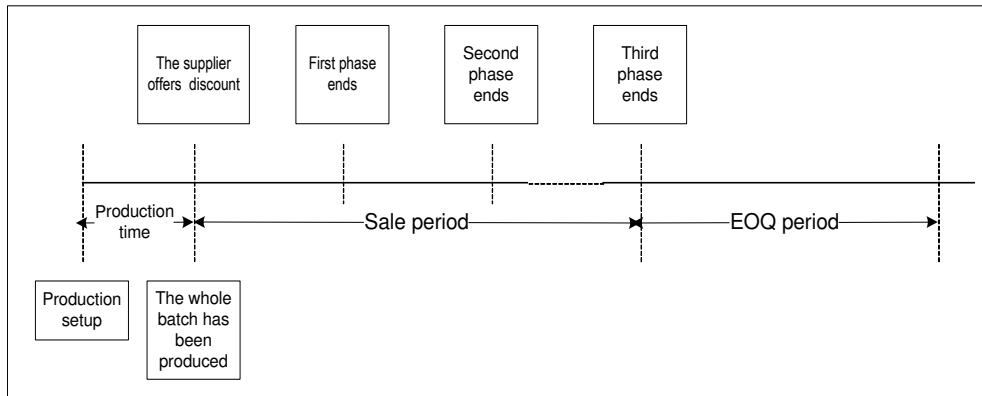 The supplier
offers discount
First phase
ends
Second
phase
ends
Third
phase
ends
Production
time
Sale period
EOQ period
Production
setup
The whole
batch has
been
produced